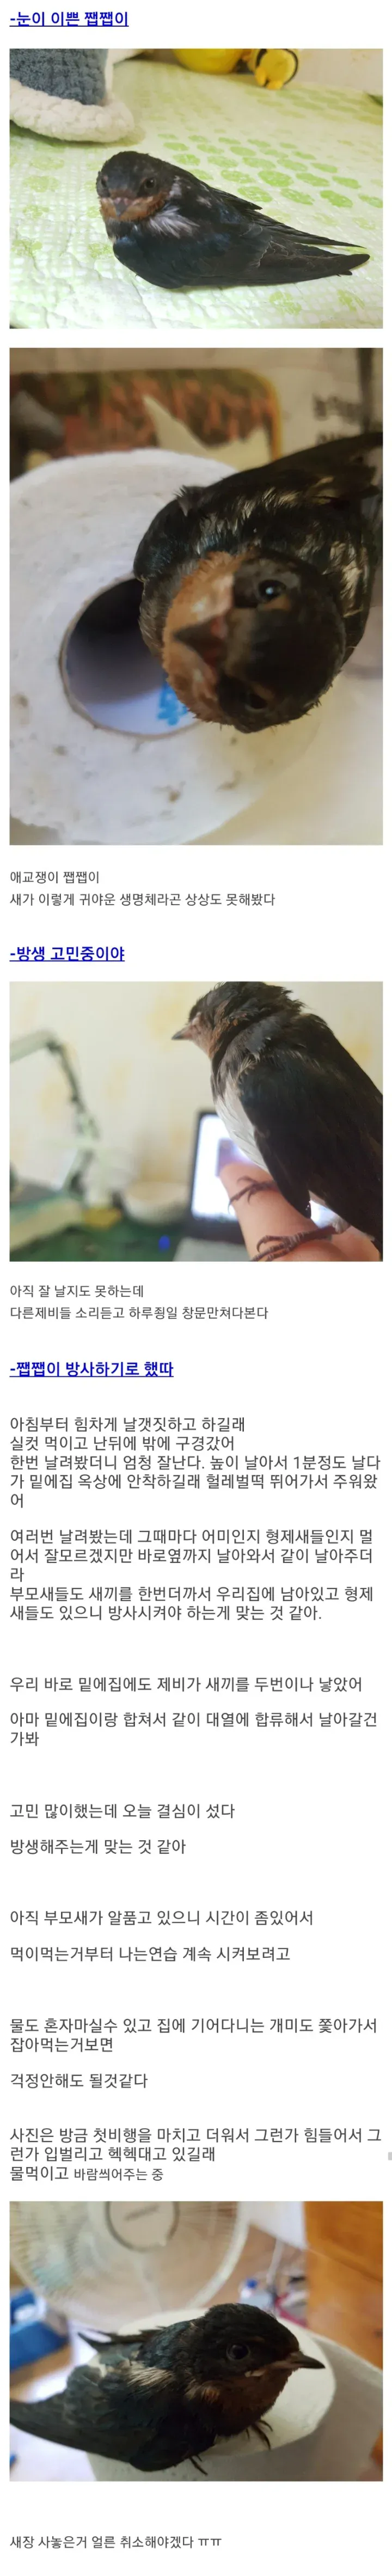 -눈이 이쁜 쨉쨉이
애교쟁이 쨉쨉이
새가 이렇게 귀야운 생명체라곤 상상도 못해봤다
-방생 고민중이야
아직 잘 날지도 못하는데
다른제비들 소리듣고 하루죙일 창문만쳐다본다
-쨉쨉이 방사하기로 했따
아침부터 힘차게 날갯짓하고 하길래
실컷 먹이고 난뒤에 밖에 구경갔어
한번 날려봤더니 엄청 잘난다. 높이 날아서 1분정도 날다
가 밑에집 옥상에 안착하길래 헐레벌떡 뛰어가서 주워왔
어
여러번 날려봤는데 그때마다 어미인지 형제새들인지 멀
어서 잘모르겠지만 바로옆까지 날아와서 같이 날아주더
라
부모새들도 새끼를 한번더까서 우리집에 남아있고 형제
새들도 있으니 방사시켜야 하는게 맞는 것 같아.
우리 바로 밑에집에도 제비가 새끼를 두번이나 낳았어
아마 밑에집이랑 합쳐서 같이 대열에 합류해서 날아갈건
가봐
고민 많이했는데 오늘 결심이 섰다
방생해주는게 맞는 것 같아
아직 부모새가 알품고 있으니 시간이 좀있어서
먹이먹는거부터 나는연습 계속 시켜보려고
물도 혼자마실수 있고 집에 기어다니는 개미도 쫓아가서
잡아먹는거보면
걱정안해도 될것같다
사진은 방금 첫비행을 마치고 더워서 그런가 힘들어서 그
런가 입벌리고 헥헥대고 있길래
물먹이고 바람씌어주는 중
새장 사놓은거 얼른 취소해야겠다 ㅠㅠ